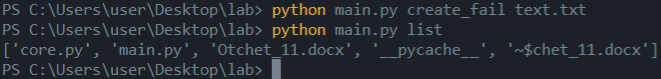 PS C:\Users\user\Desktop\lab> python main.py create_fail text.txt
PS C:\Users\user\Desktop\lab> python main.py list
['core.py', 'main.py', 'Otchet_11.docx', '__pycache__', '~$chet_11.docx']
PS C:\Users\user\Desktop\lab>